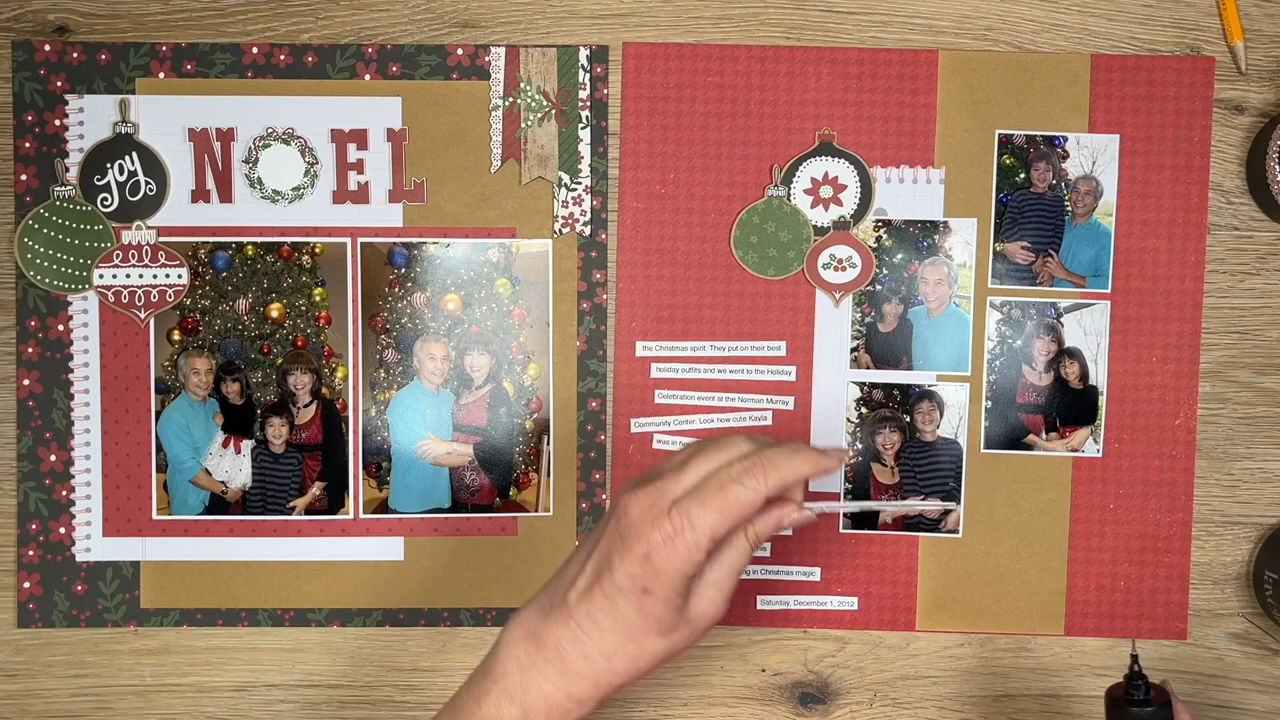 joy
NOEL
the Christmas spirit. They put on their best
holiday outfits and we went to the Holiday
Celebration event at the Norman Murray
Community Center. Look how cute Kayla
was in
ng in Christmas magic.
Saturday, December 1, 2012